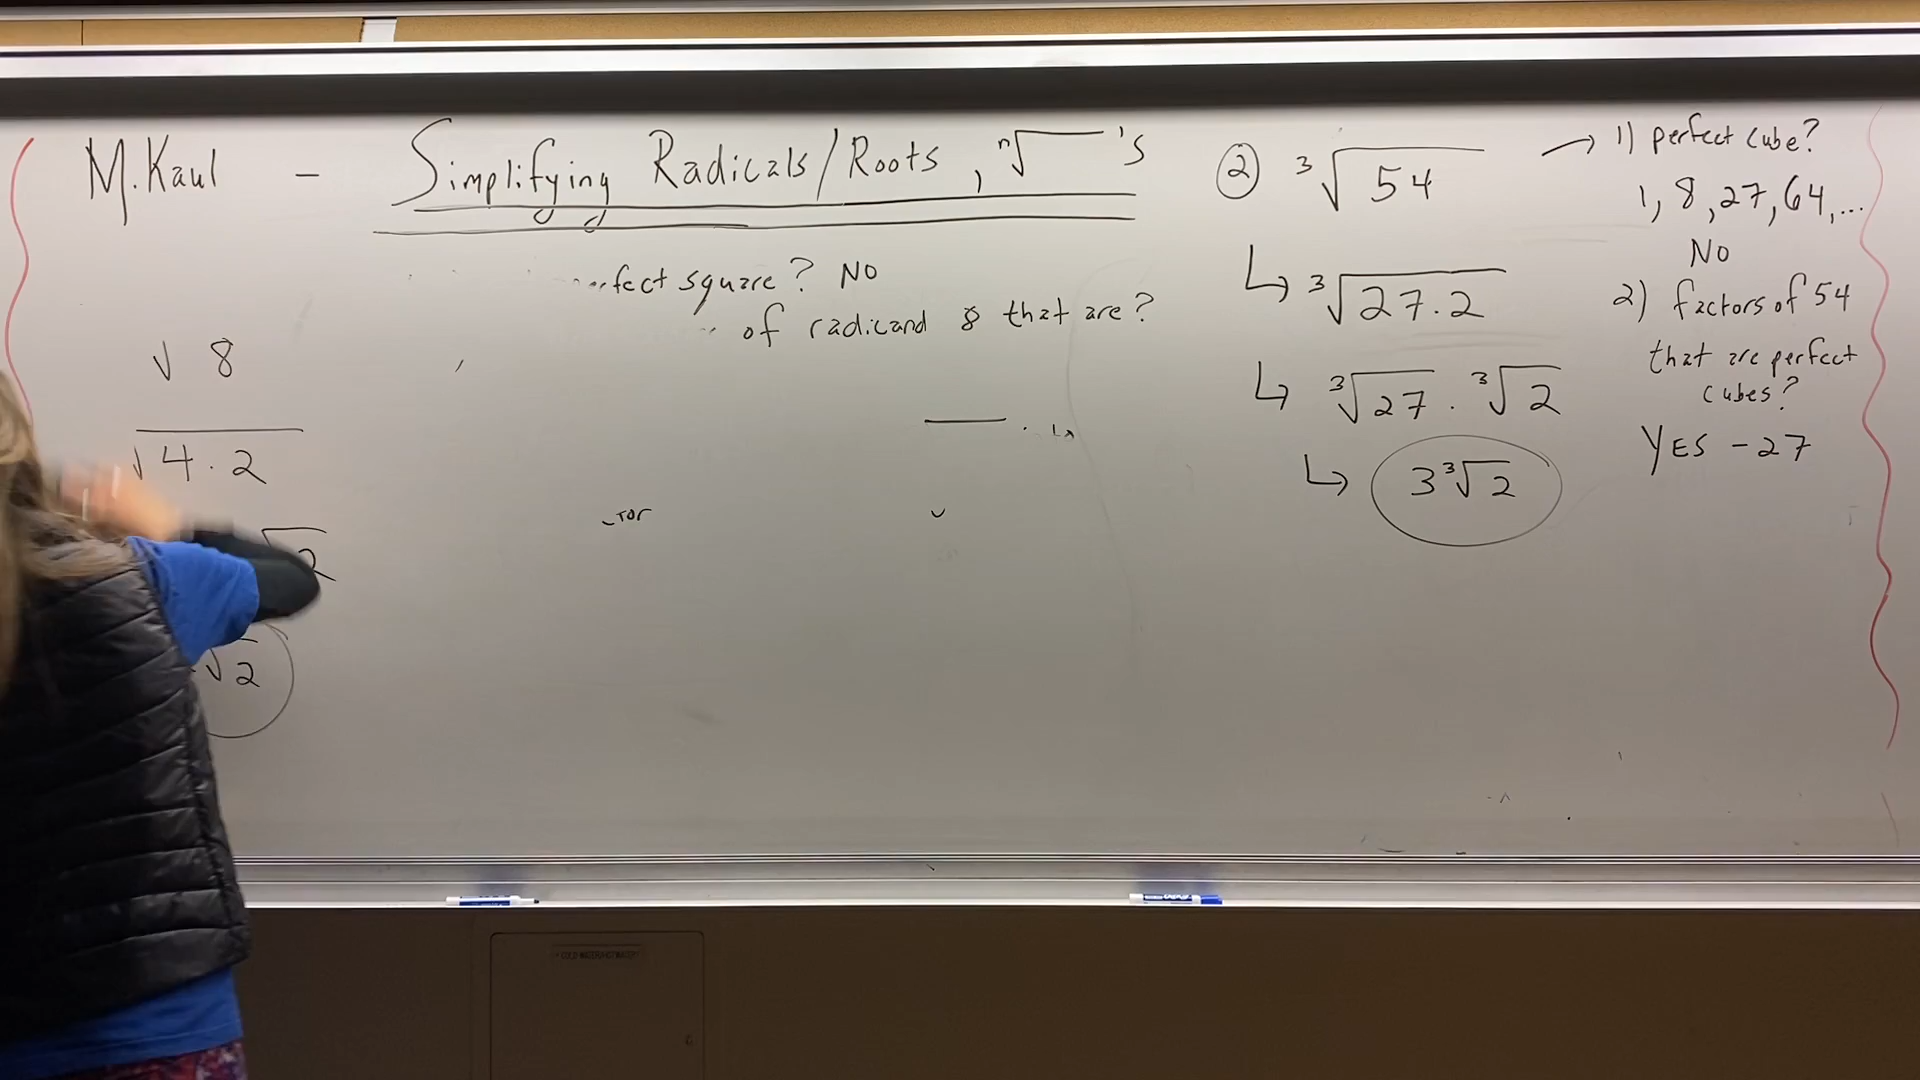 M.Kaul - Simplifying Radicals/Roots, ⁿ√ 's
fect square? NO
of radicand 8 that are?
√ 8
√4·2
2
√2
② ³√54
↳ ³√27·2
↳ ³√27 · ³√2
↳ 3³√2
→ 1) perfect cube?
1, 8, 27, 64, ...
NO
2) factors of 54
that are perfect
cubes?
YES - 27